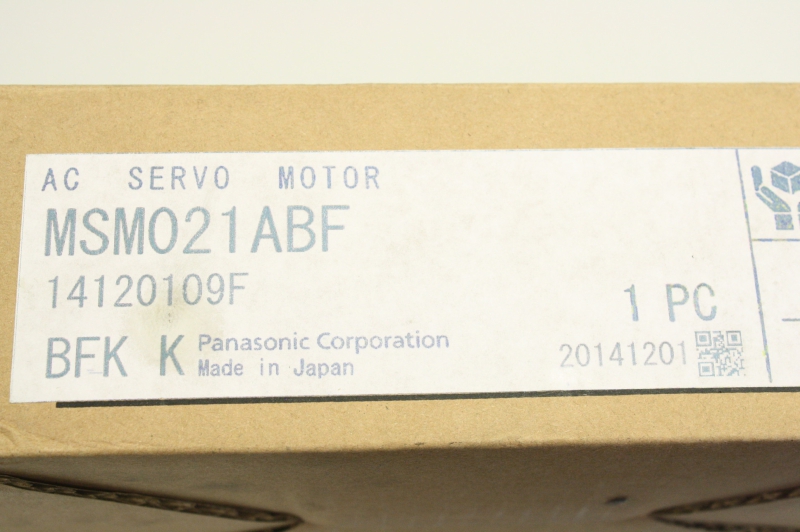 AC SERVO MOTOR
MSM021ABF
14120109F
1 PC
BFK K Panasonic Corporation
Made in Japan
20141201